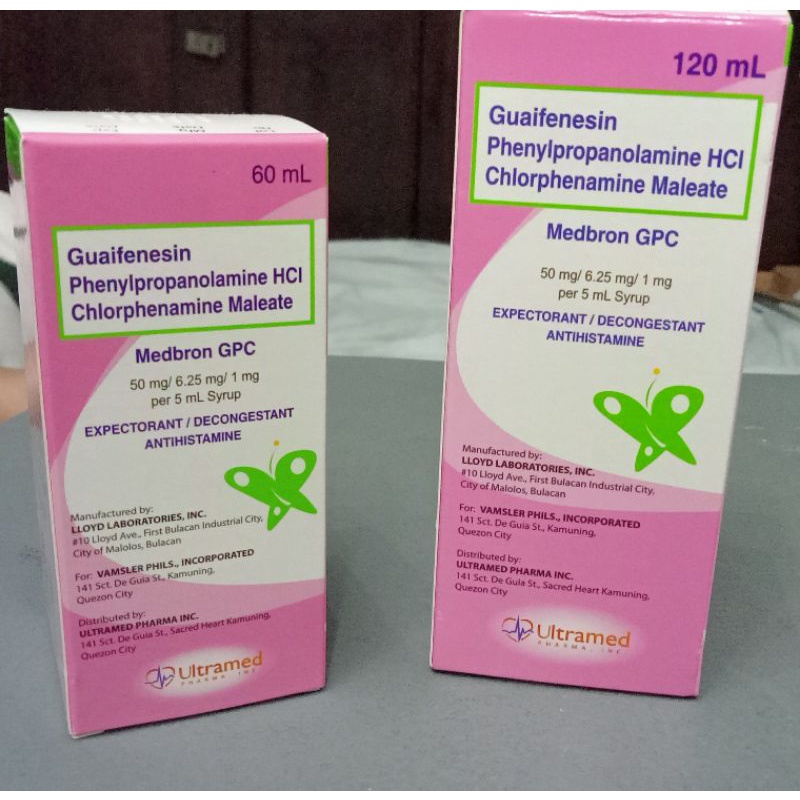 60 mL
Guaifenesin
Phenylpropanolamine HCl
Chlorphenamine Maleate
Medbron GPC
50 mg/ 6.25 mg/ 1 mg
per 5 mL Syrup
EXPECTORANT / DECONGESTANT
ANTIHISTAMINE
Manufactured by:
LLOYD LABORATORIES, INC.
#10 Lloyd Ave., First Bulacan Industrial City,
City of Malolos, Bulacan
For: VAMSLER PHILS., INCORPORATED
141 Sct. De Guia St., Kamuning,
Quezon City
Distributed by:
ULTRAMED PHARMA INC.
141 Sct. De Guia St., Sacred Heart Kamuning,
Quezon City
Ultramed
PHARMA, INC.
120 mL
Guaifenesin
Phenylpropanolamine HCl
Chlorphenamine Maleate
Medbron GPC
50 mg/ 6.25 mg/ 1 mg
per 5 mL Syrup
EXPECTORANT / DECONGESTANT
ANTIHISTAMINE
Manufactured by:
LLOYD LABORATORIES, INC.
#10 Lloyd Ave., First Bulacan Industrial City,
City of Malolos, Bulacan
For: VAMSLER PHILS., INCORPORATED
141 Sct. De Guia St., Kamuning,
Quezon City
Distributed by:
ULTRAMED PHARMA INC.
141 Sct. De Guia St., Sacred Heart Kamuning,
Quezon City
Ultramed
PHARMA, INC.